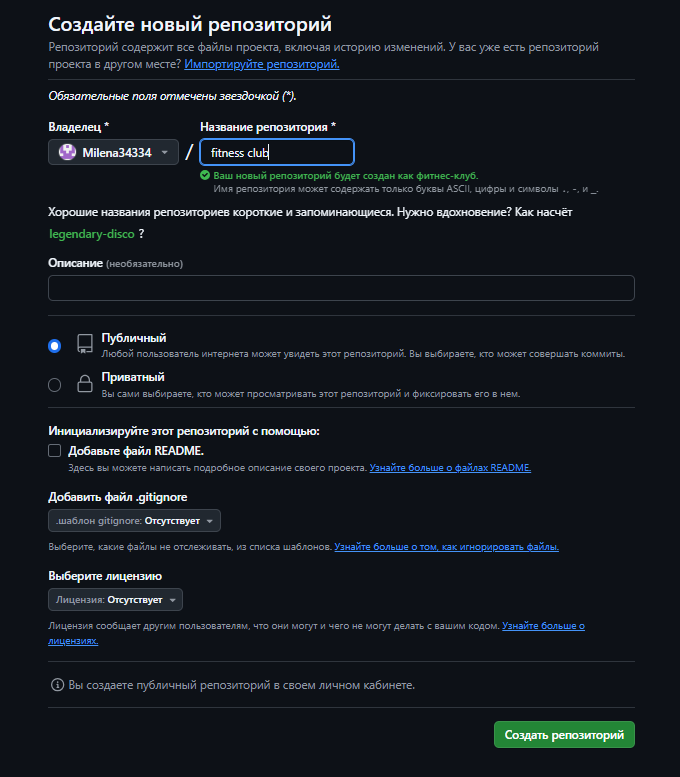 Создайте новый репозиторий
Репозиторий содержит все файлы проекта, включая историю изменений. У вас уже есть репозиторий
проекта в другом месте? Импортируйте репозиторий.
Обязательные поля отмечены звездочкой (*).
Владелец * Название репозитория *
Milena34334 / fitness club
Ваш новый репозиторий будет создан как фитнес-клуб.
Имя репозитория может содержать только буквы ASCII, цифры и символы ., -, и _.
Хорошие названия репозиториев короткие и запоминающиеся. Нужно вдохновение? Как насчёт
legendary-disco ?
Описание (необязательно)
Публичный
Любой пользователь интернета может увидеть этот репозиторий. Вы выбираете, кто может совершать коммиты.
Приватный
Вы сами выбираете, кто может просматривать этот репозиторий и фиксировать его в нем.
Инициализируйте этот репозиторий с помощью:
Добавьте файл README.
Здесь вы можете написать подробное описание своего проекта. Узнайте больше о файлах README.
Добавить файл .gitignore
.шаблон gitignore: Отсутствует
Выберите, какие файлы не отслеживать, из списка шаблонов. Узнайте больше о том, как игнорировать файлы.
Выберите лицензию
Лицензия: Отсутствует
Лицензия сообщает другим пользователям, что они могут и чего не могут делать с вашим кодом. Узнайте больше о
лицензиях.
Вы создаете публичный репозиторий в своем личном кабинете.
Создать репозиторий